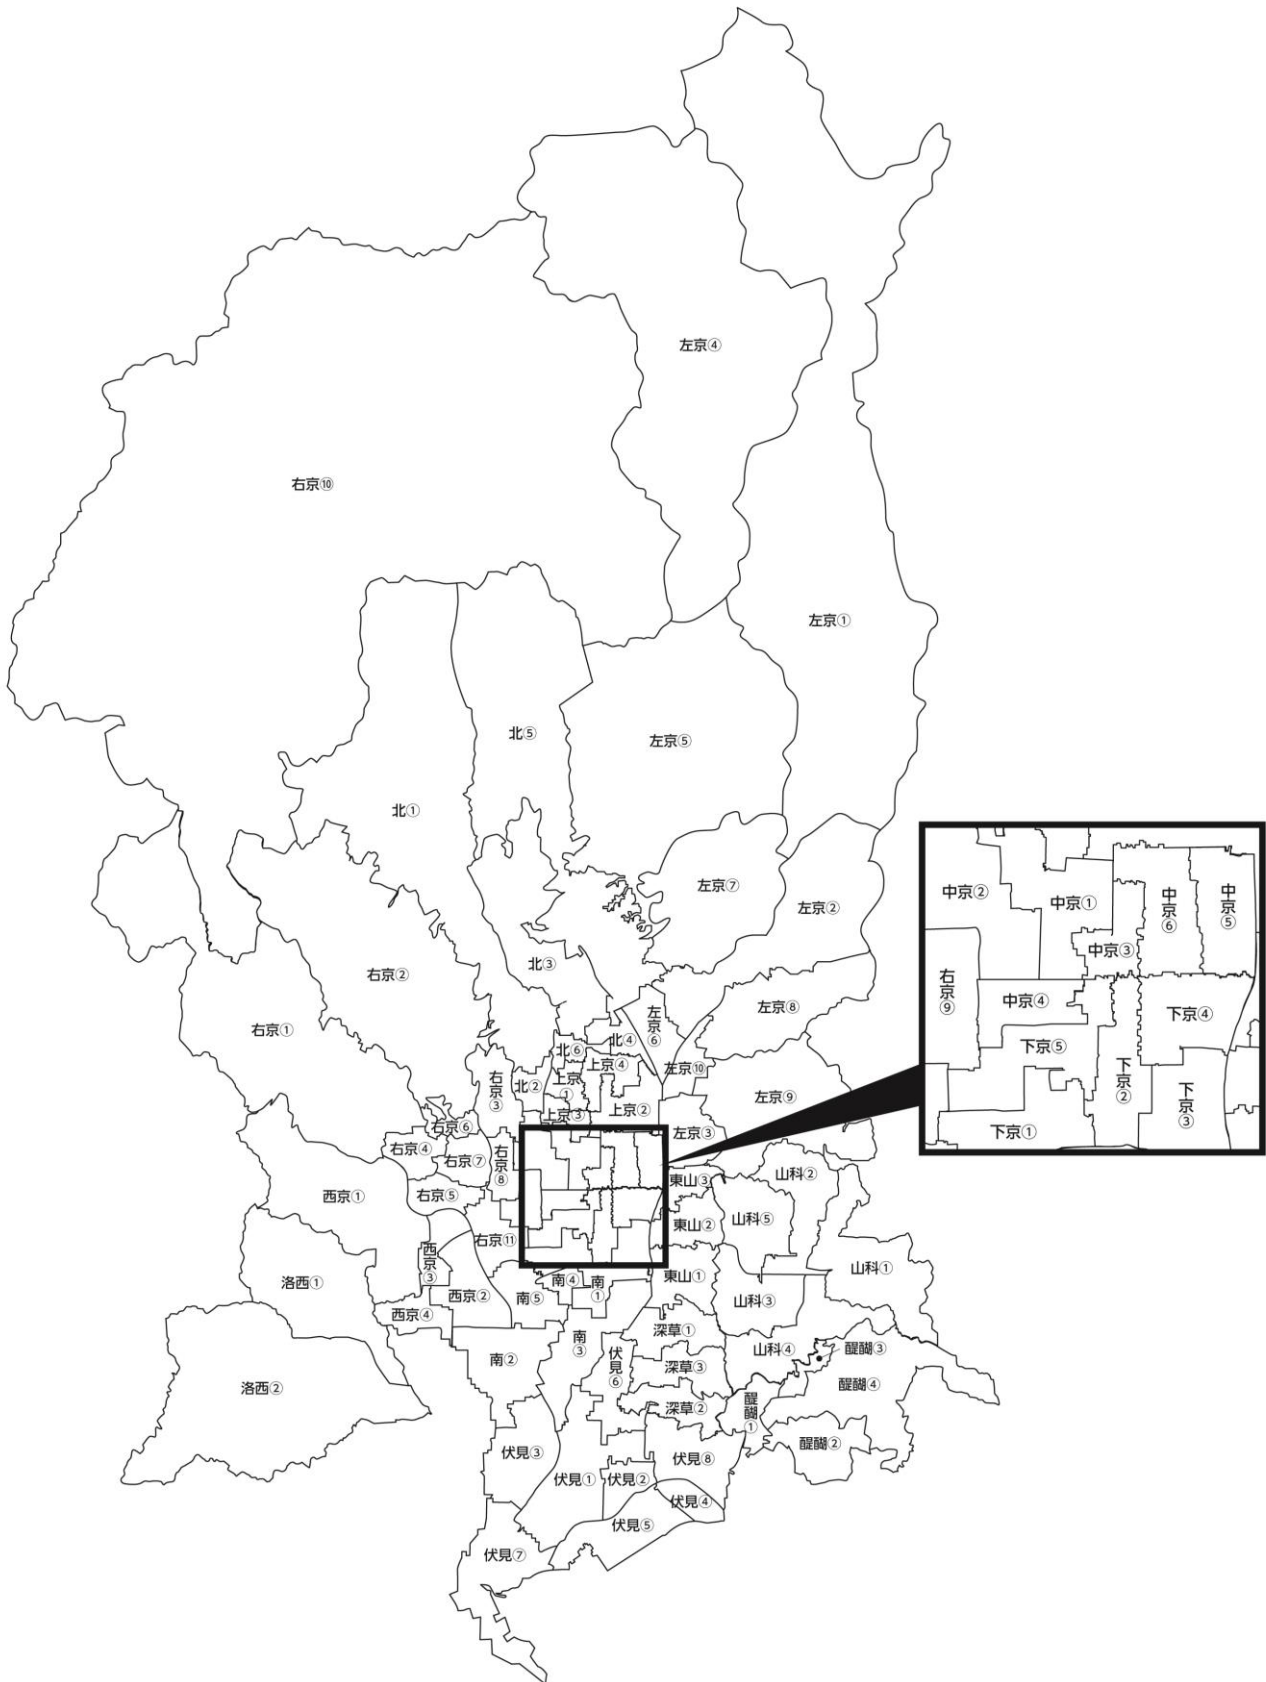 左京④
右京⑩
左京①
北⑤
左京⑤
北①
左京⑦
左京②
北③
右京②
左京⑧
右京①
左京⑥
北④
北⑥
上京④
左京⑩
右京③
北②
上京①
左京⑨
上京③
上京②
右京⑥
左京③
右京④
右京⑦
右京⑧
東山③
山科②
西京①
右京⑤
東山②
山科⑤
右京⑪
西京③
洛西①
南④
南①
東山①
山科①
西京②
南⑤
山科③
西京④
深草①
南③
南②
伏見⑥
山科④
醍醐③
深草③
洛西②
醍醐④
深草②
醍醐①
醍醐②
伏見③
伏見⑧
伏見①
伏見②
伏見④
伏見⑤
伏見⑦
中京②
中京①
中京⑥
中京⑤
中京③
右京⑨
中京④
下京④
下京⑤
下京②
下京③
下京①